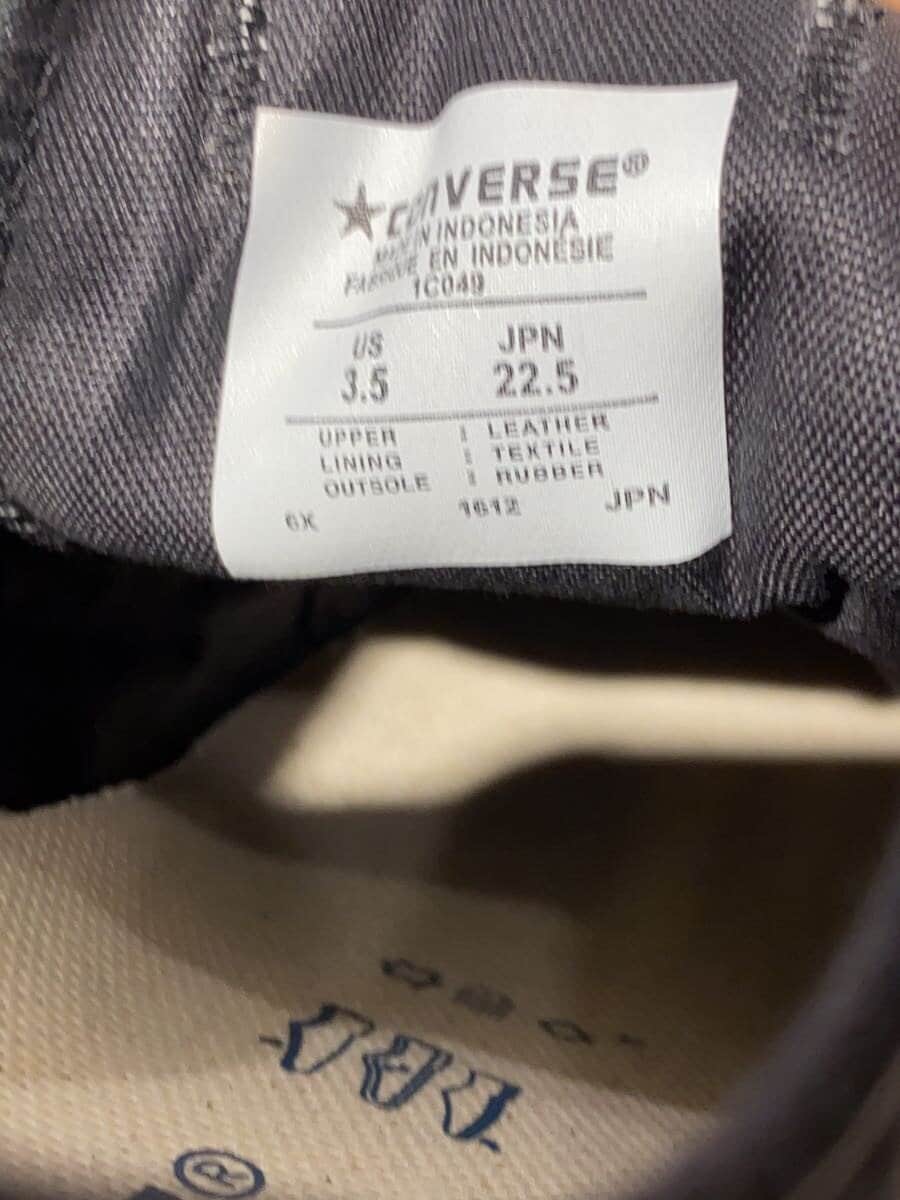 CONVERSE®
MADE IN INDONESIA
FABRIQUE EN INDONESIE
1C049
US JPN
3.5 22.5
UPPER : LEATHER
LINING : TEXTILE
OUTSOLE : RUBBER
6X 1612 JPN
®